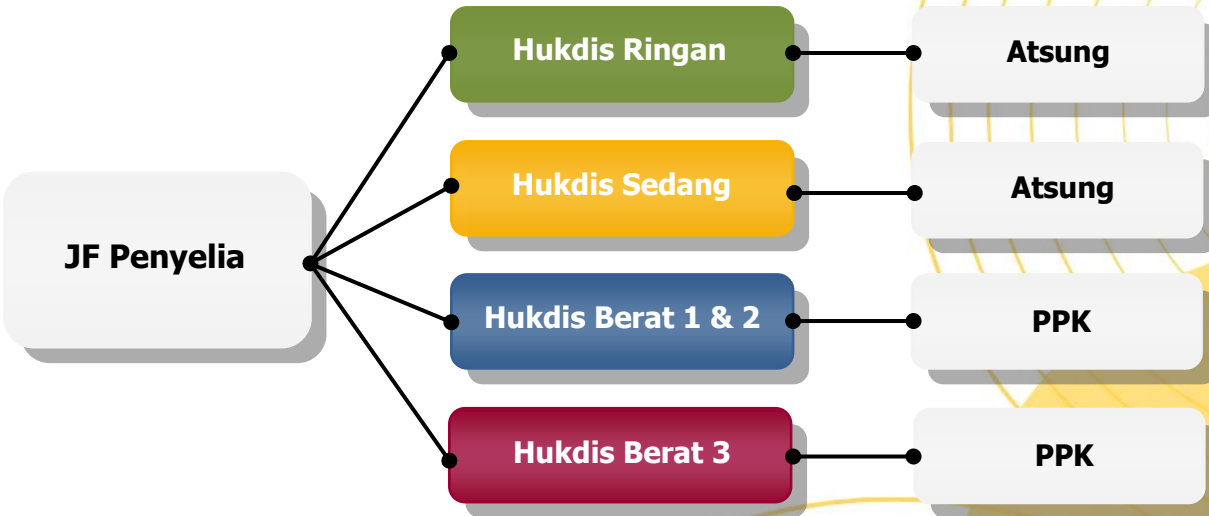 JF Penyelia
Hukdis Ringan
Atsung
Hukdis Sedang
Atsung
Hukdis Berat 1 & 2
PPK
Hukdis Berat 3
PPK